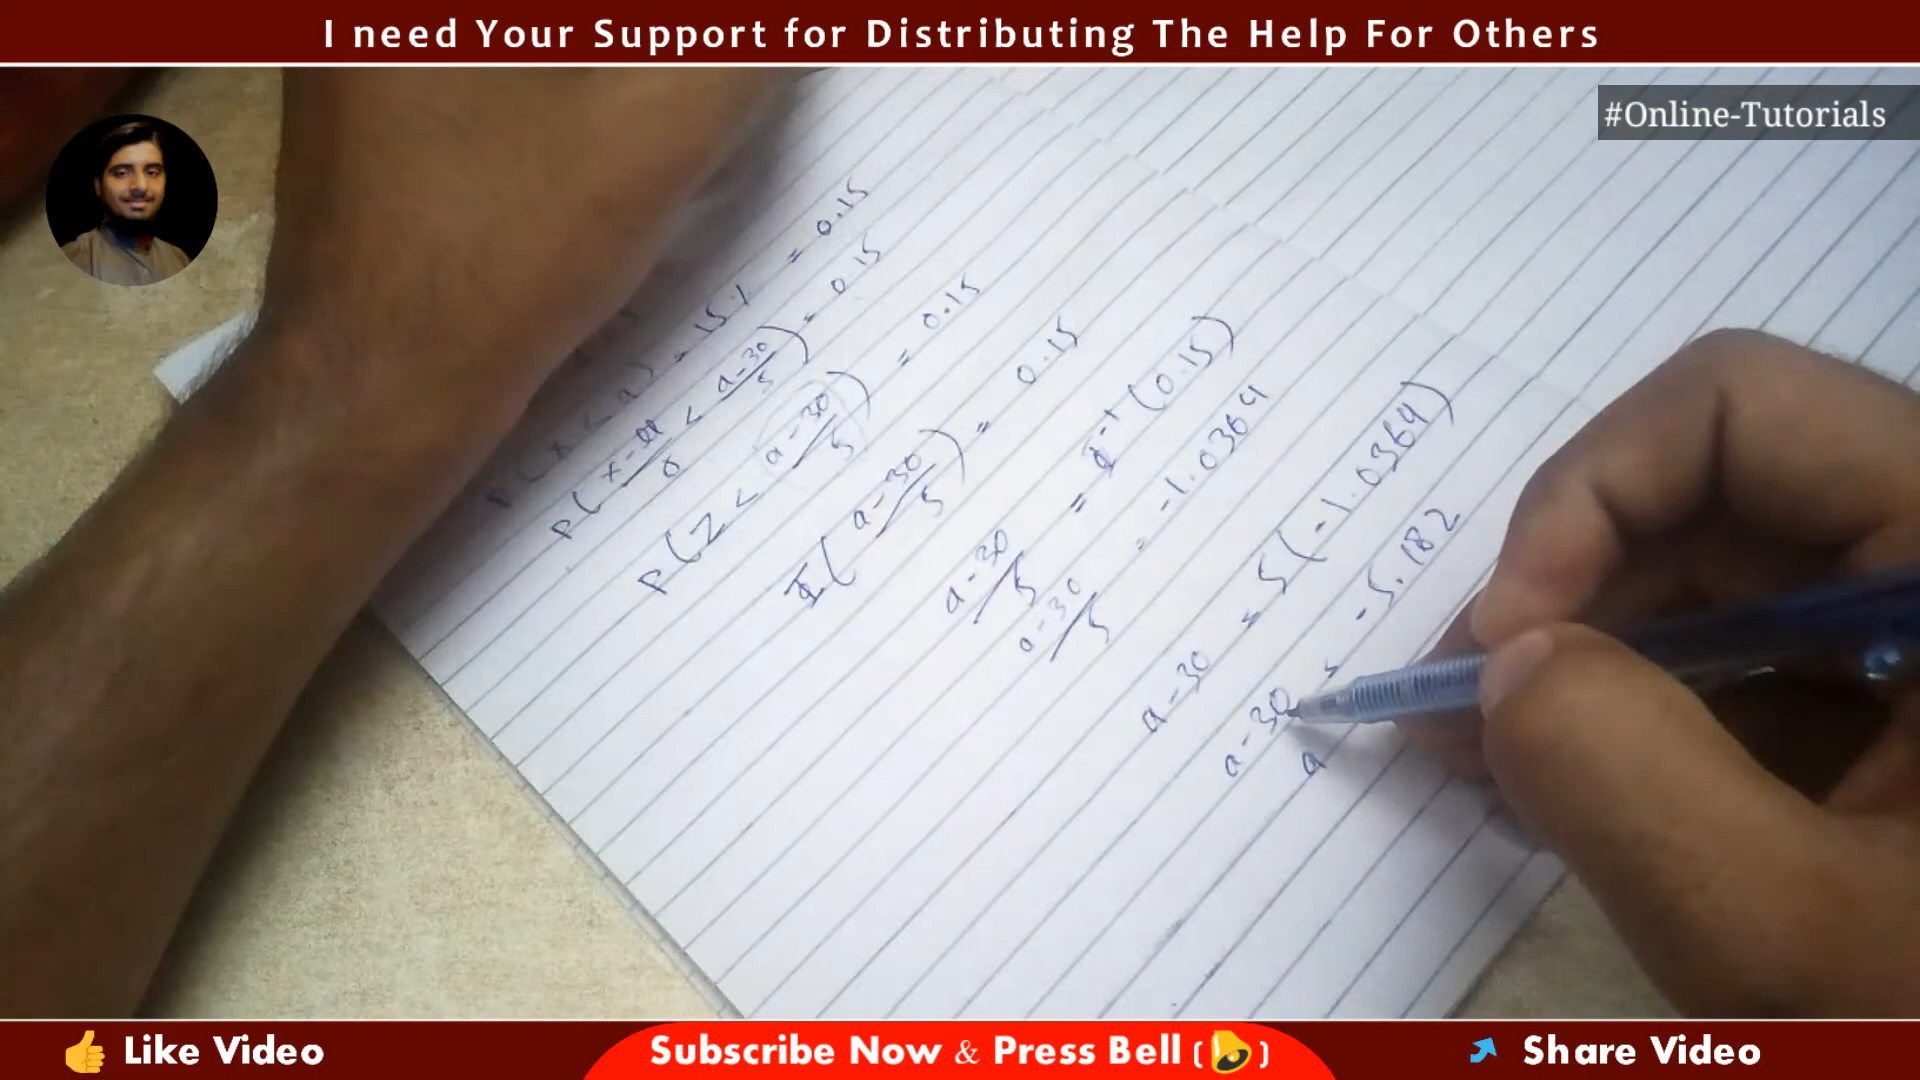 I need Your Support for Distributing The Help For Others
#Online-Tutorials
P(X < a) = 15% = 0.15
P(X-M/σ < a-30/5) = 0.15
P(Z < a-30/5) = 0.15
Φ(a-30/5) = 0.15
a-30/5 = Φ⁻¹(0.15)
a-30/5 = -1.0364
a-30 = 5(-1.0364)
a-30 = -5.182
a
Like Video
Subscribe Now & Press Bell ( )
Share Video